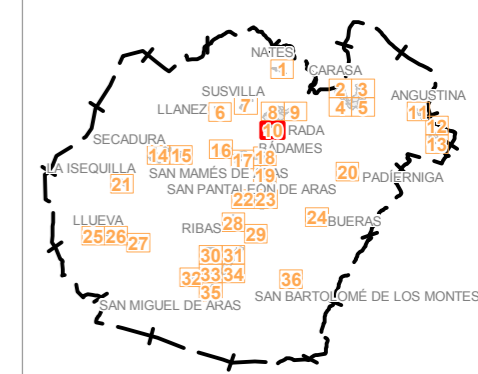 NATES
1
CARASA
2 3
SUSVILLA
ANGUSTINA
7
4 5
LLANEZ
6
8 9
11
10 RADA
12
SECADURA
BÁDAMES
13
14 15
16
17 18
LA ISEQUILLA
SAN MAMÉS DE ARAS
19
20
PADÍERNIGA
21
SAN PANTALEÓN DE ARAS
22 23
LLUEVA
24 BUERAS
RIBAS 28
25 26 27
29
30 31
32 33 34
36
35
SAN BARTOLOMÉ DE LOS MONTES
SAN MIGUEL DE ARAS